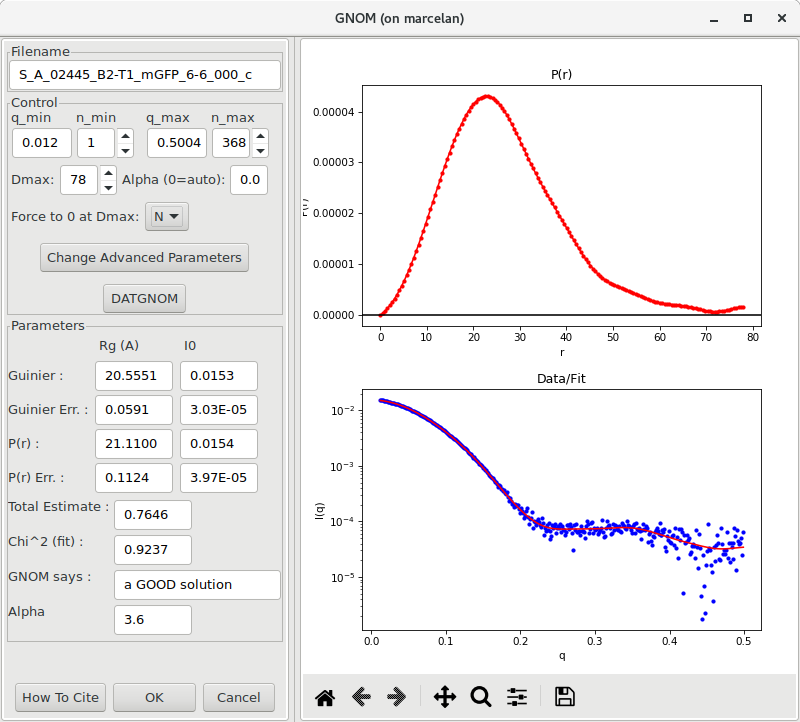 GNOM (on marcelan)
Filename
S_A_02445_B2-T1_mGFP_6-6_000_c
Control
q_min n_min q_max n_max
0.012 1 0.5004 368
Dmax: 78 Alpha (0=auto): 0.0
Force to 0 at Dmax: N
Change Advanced Parameters
DATGNOM
Parameters
Rg (A) I0
Guinier : 20.5551 0.0153
Guinier Err. : 0.0591 3.03E-05
P(r) : 21.1100 0.0154
P(r) Err. : 0.1124 3.97E-05
Total Estimate : 0.7646
Chi^2 (fit) : 0.9237
GNOM says : a GOOD solution
Alpha 3.6
How To Cite OK Cancel
P(r)
P(r)
0.00004
0.00003
0.00002
0.00001
0.00000
0 10 20 30 40 50 60 70 80
r
Data/Fit
I(q)
10⁻²
10⁻³
10⁻⁴
10⁻⁵
0.0 0.1 0.2 0.3 0.4 0.5
q